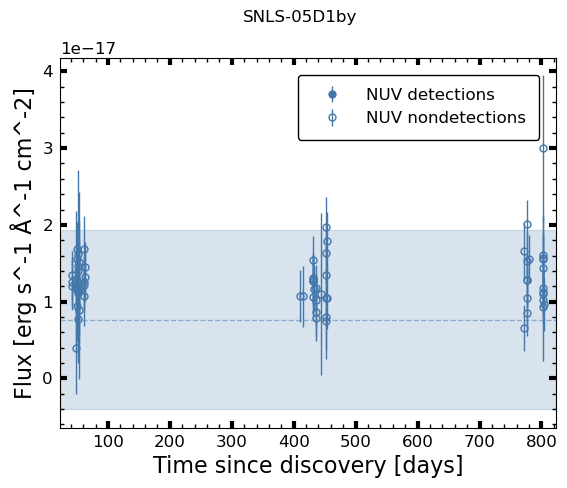 SNLS-05D1by
1e−17
NUV detections
NUV nondetections
4
3
2
1
0
Flux [erg s^-1 Å^-1 cm^-2]
100 200 300 400 500 600 700 800
Time since discovery [days]